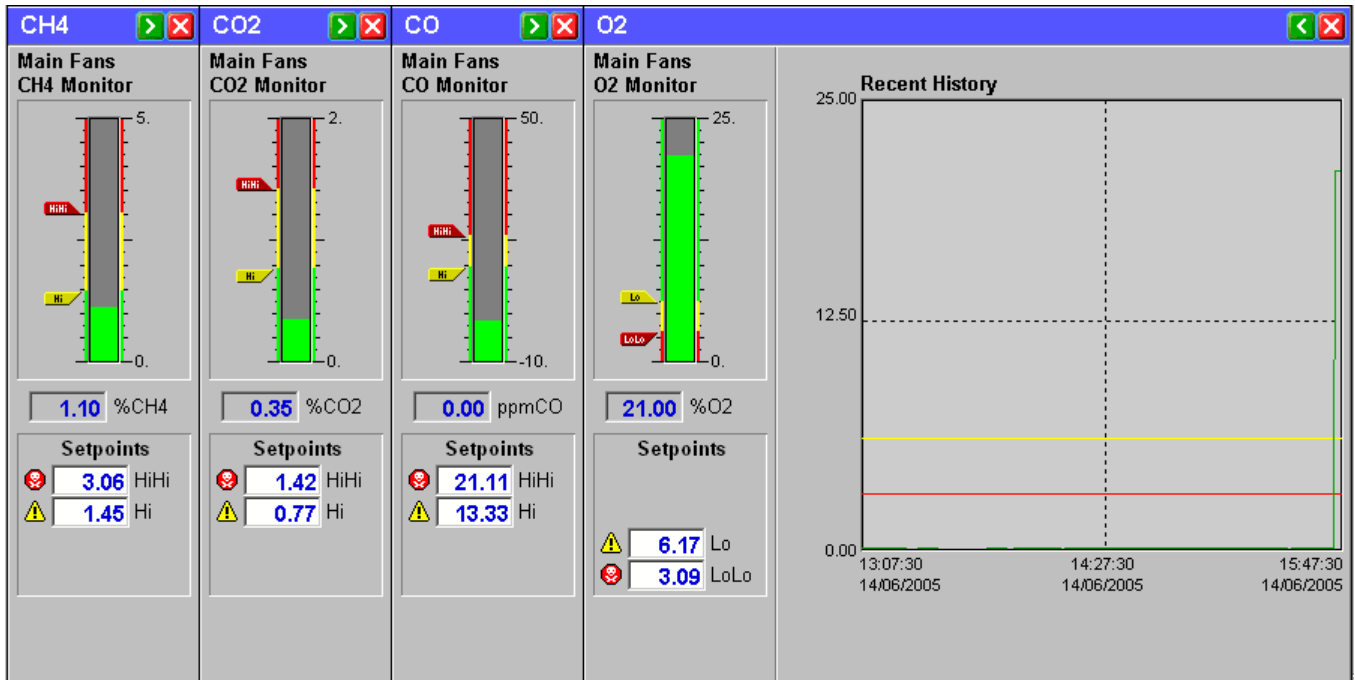 CH4
Main Fans
CH4 Monitor
5.
HiHi
Hi
0.
1.10 %CH4
Setpoints
3.06 HiHi
1.45 Hi
CO2
Main Fans
CO2 Monitor
2.
HiHi
Hi
0.
0.35 %CO2
Setpoints
1.42 HiHi
0.77 Hi
CO
Main Fans
CO Monitor
50.
HiHi
Hi
-10.
0.00 ppmCO
Setpoints
21.11 HiHi
13.33 Hi
O2
Main Fans
O2 Monitor
25.
Lo
LoLo
0.
21.00 %O2
Setpoints
6.17 Lo
3.09 LoLo
Recent History
25.00
12.50
0.00
13:07:30 14:27:30 15:47:30
14/06/2005 14/06/2005 14/06/2005